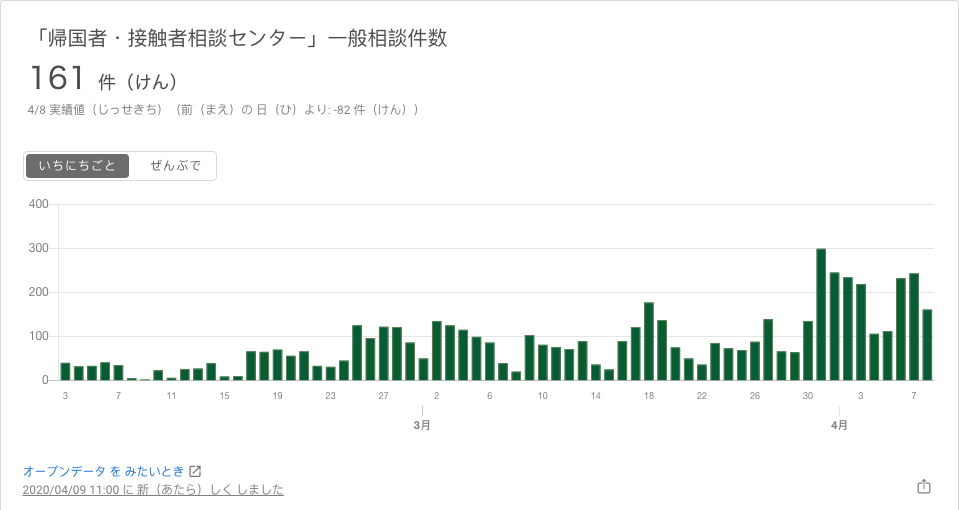 「帰国者・接触者相談センター」一般相談件数
161 件（けん）
4/8 実績値（じっせきち）（前（まえ）の 日（ひ）より: -82 件（けん））
いちにちごと ぜんぶで
400
300
200
100
0
3 7 11 15 19 23 27 2 6 10 14 18 22 26 30 3 7
3月 4月
オープンデータ を みたいとき
2020/04/09 11:00 に 新（あたら）しく しました